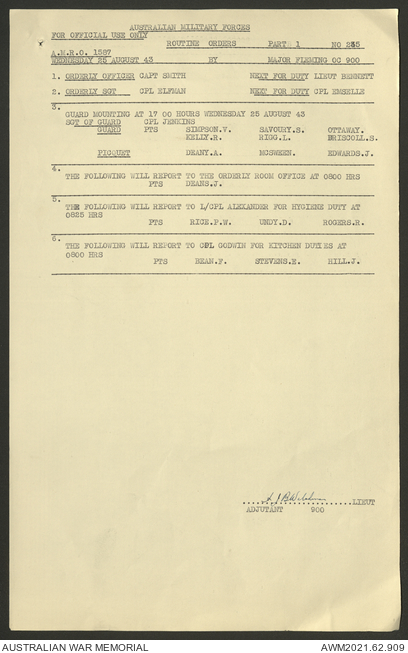 AUSTRALIAN MILITARY FORCES
FOR OFFICIAL USE ONLY
ROUTINE ORDERS PART 1 NO 235
A.M.R.O. 1587
WEDNESDAY 25 AUGUST 43 BY MAJOR FLEMING OC 900
1. ORDERLY OFFICER CAPT SMITH NEXT FOR DUTY LIEUT BENNETT
2. ORDERLY SGT CPL ELFMAN NEXT FOR DUTY CPL EMSELLE
3.
GUARD MOUNTING AT 17 00 HOURS WEDNESDAY 25 AUGUST 43
SGT OF GUARD CPL JENKINS
GUARD PTS SIMPSON.V. SAVOURY.S. OTTAWAY.
KELLY.R. RIGG.L. DRISCOLL.S.
PICQUET DEANY.A. MCSWEEN. EDWARDS.J.
4.
THE FOLLOWING WILL REPORT TO THE ORDERLY ROOM OFFICE AT 0800 HRS
PTS DEANS.J.
5.
THE FOLLOWING WILL REPORT TO L/CPL ALEXANDER FOR HYGIENE DUTY AT
0825 HRS
PTS RICE.P.W. UNDY.D. ROGERS.R.
6.
THE FOLLOWING WILL REPORT TO CPL GODWIN FOR KITCHEN DUTIES AT
0800 HRS
PTS BEAN.F. STEVENS.E. HILL.J.
LIEUT
ADJUTANT 900
AUSTRALIAN WAR MEMORIAL AWM2021.62.909